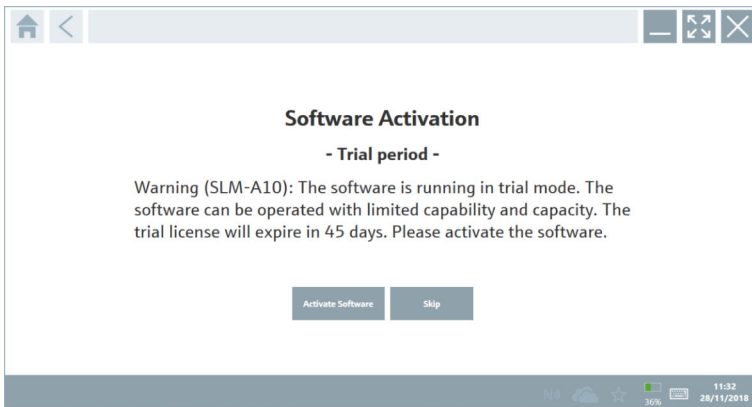 Software Activation
- Trial period -
Warning (SLM-A10): The software is running in trial mode. The
software can be operated with limited capability and capacity. The
trial license will expire in 45 days. Please activate the software.
Activate Software
Skip
36%
11:32
28/11/2018